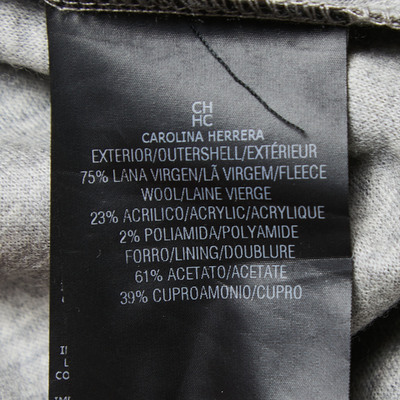 CH
HC
CAROLINA HERRERA
EXTERIOR/OUTERSHELL/EXTÉRIEUR
75% LANA VIRGEN/LÃ VIRGEM/FLEECE
WOOL/LAINE VIERGE
23% ACRILICO/ACRYLIC/ACRYLIQUE
2% POLIAMIDA/POLYAMIDE
FORRO/LINING/DOUBLURE
61% ACETATO/ACETATE
39% CUPROAMONIO/CUPRO